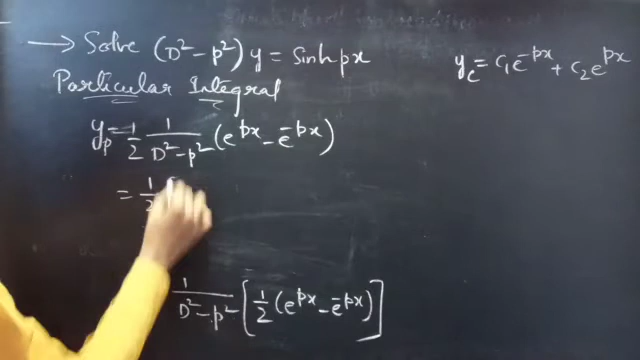 → Solve (D² - p²) y = Sinh px
y_c = c₁e^{-px} + c₂e^{px}
Particular Integral
y_p = 1/2 1/(D² - p²) (e^{px} - e^{-px})
= 1/2
1/(D² - p²) [1/2 (e^{px} - e^{-px})]